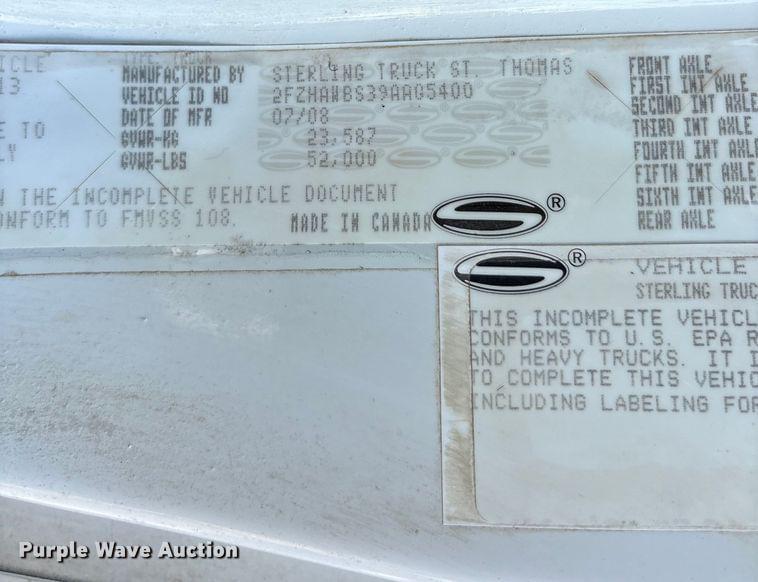 VEHICLE
TYPE: TRUCK
13
MANUFACTURED BY STERLING TRUCK ST. THOMAS
VEHICLE ID NO 2FZHAWBS39AAG5400
DATE OF MFR 07/08
GVWR-KG 23,587
GVWR-LBS 52,000
TO
LY
FRONT AXLE
FIRST INT AXLE
SECOND INT AXLE
THIRD INT AXLE
FOURTH INT AXLE
FIFTH INT AXLE
SIXTH INT AXLE
REAR AXLE
N THE INCOMPLETE VEHICLE DOCUMENT
CONFORM TO FMVSS 108. MADE IN CANADA
S ®
S ®
VEHICLE
STERLING TRUC
THIS INCOMPLETE VEHICL
CONFORMS TO U.S. EPA R
AND HEAVY TRUCKS. IT I
TO COMPLETE THIS VEHIC
INCLUDING LABELING FOR
Purple Wave Auction